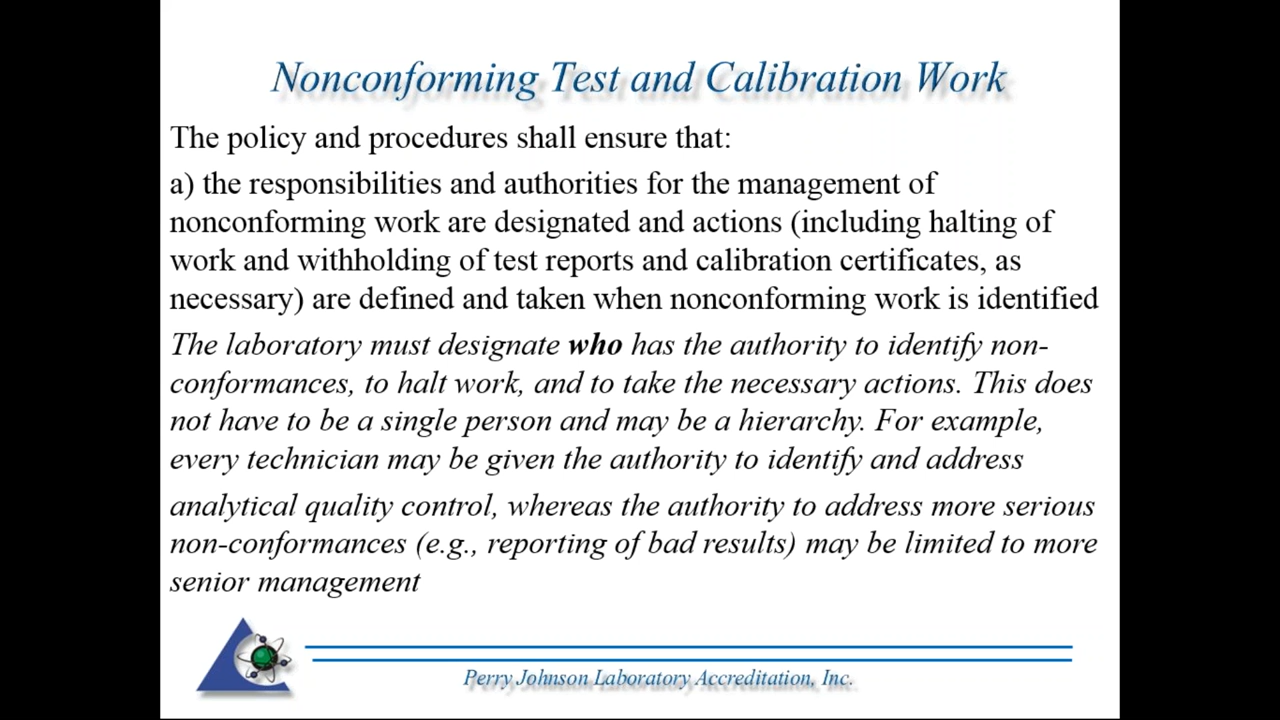 Nonconforming Test and Calibration Work
The policy and procedures shall ensure that:
a) the responsibilities and authorities for the management of
nonconforming work are designated and actions (including halting of
work and withholding of test reports and calibration certificates, as
necessary) are defined and taken when nonconforming work is identified
The laboratory must designate who has the authority to identify non-
conformances, to halt work, and to take the necessary actions. This does
not have to be a single person and may be a hierarchy. For example,
every technician may be given the authority to identify and address
analytical quality control, whereas the authority to address more serious
non-conformances (e.g., reporting of bad results) may be limited to more
senior management
Perry Johnson Laboratory Accreditation, Inc.